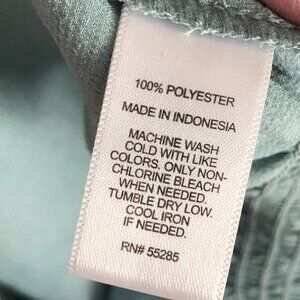 100% POLYESTER
MADE IN INDONESIA
MACHINE WASH
COLD WITH LIKE
COLORS. ONLY NON-
CHLORINE BLEACH
WHEN NEEDED.
TUMBLE DRY LOW.
COOL IRON
IF NEEDED.
RN# 55285